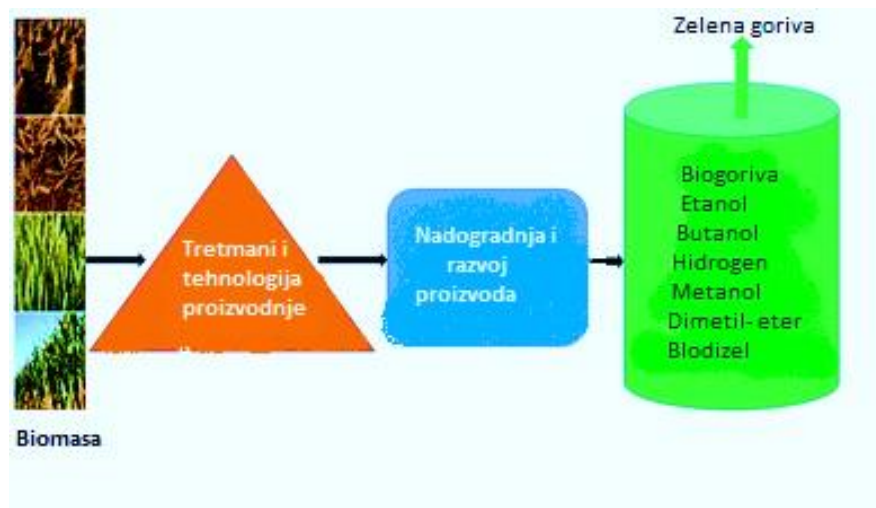 Zelena goriva
Tretmani i
tehnologija
proizvodnje
Nadogradnja i
razvoj
proizvoda
Biogoriva
Etanol
Butanol
Hidrogen
Metanol
Dimetil- eter
Blodizel
Biomasa